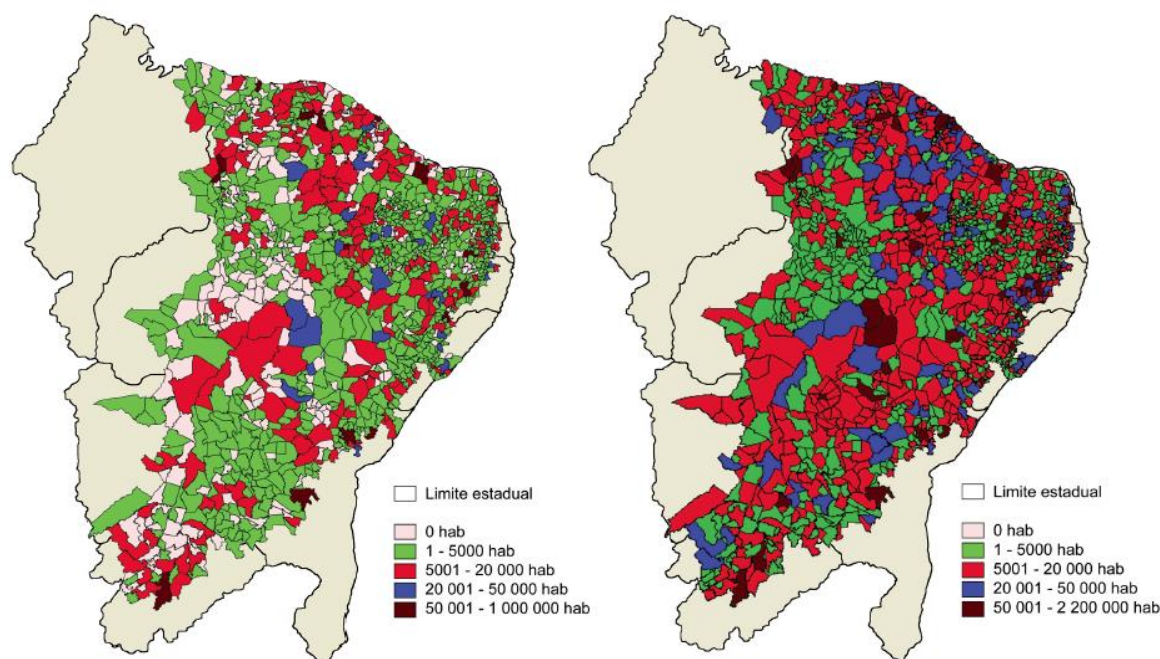 Limite estadual
0 hab
1 - 5000 hab
5001 - 20 000 hab
20 001 - 50 000 hab
50 001 - 1 000 000 hab
Limite estadual
0 hab
1 - 5000 hab
5001 - 20 000 hab
20 001 - 50 000 hab
50 001 - 2 200 000 hab